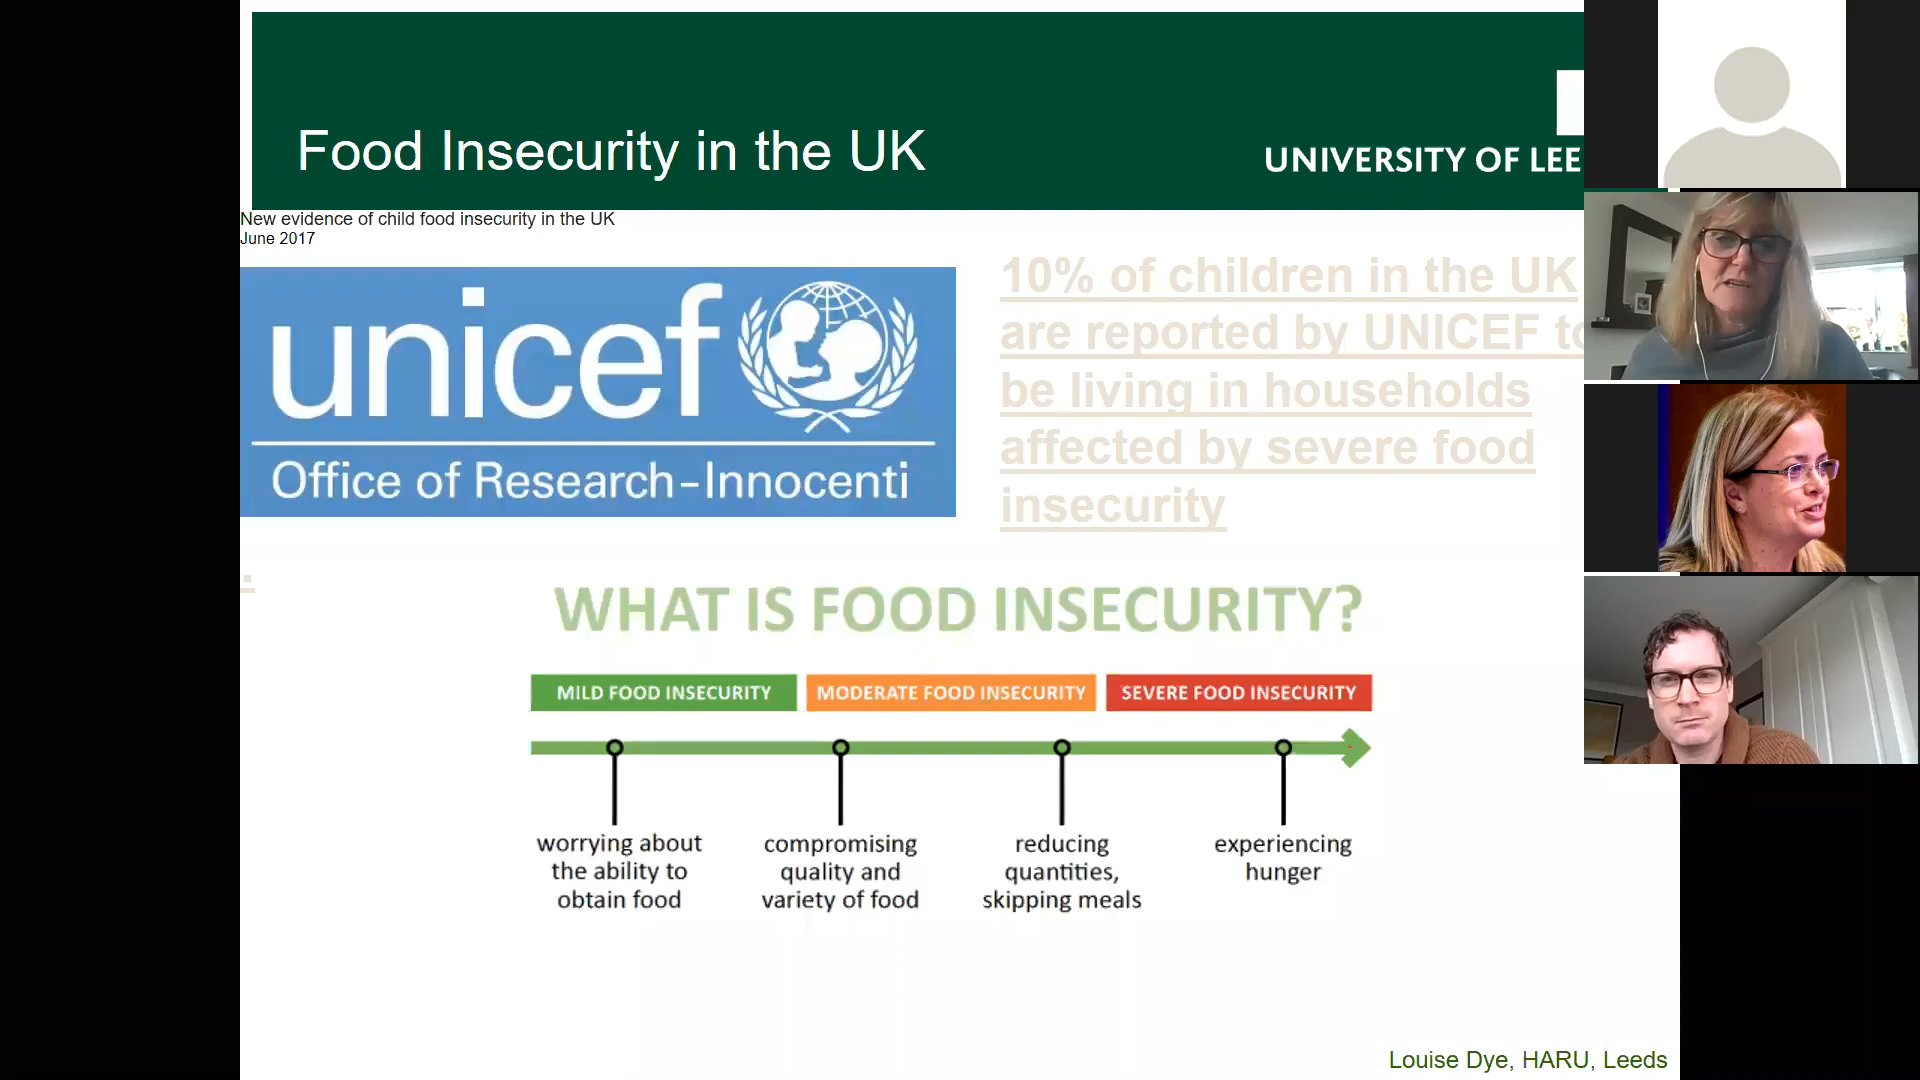 Food Insecurity in the UK
UNIVERSITY OF LEE
New evidence of child food insecurity in the UK
June 2017
unicef
Office of Research-Innocenti
10% of children in the UK
are reported by UNICEF to
be living in households
affected by severe food
insecurity
.
WHAT IS FOOD INSECURITY?
MILD FOOD INSECURITY
MODERATE FOOD INSECURITY
SEVERE FOOD INSECURITY
worrying about
the ability to
obtain food
compromising
quality and
variety of food
reducing
quantities,
skipping meals
experiencing
hunger
Louise Dye, HARU, Leeds